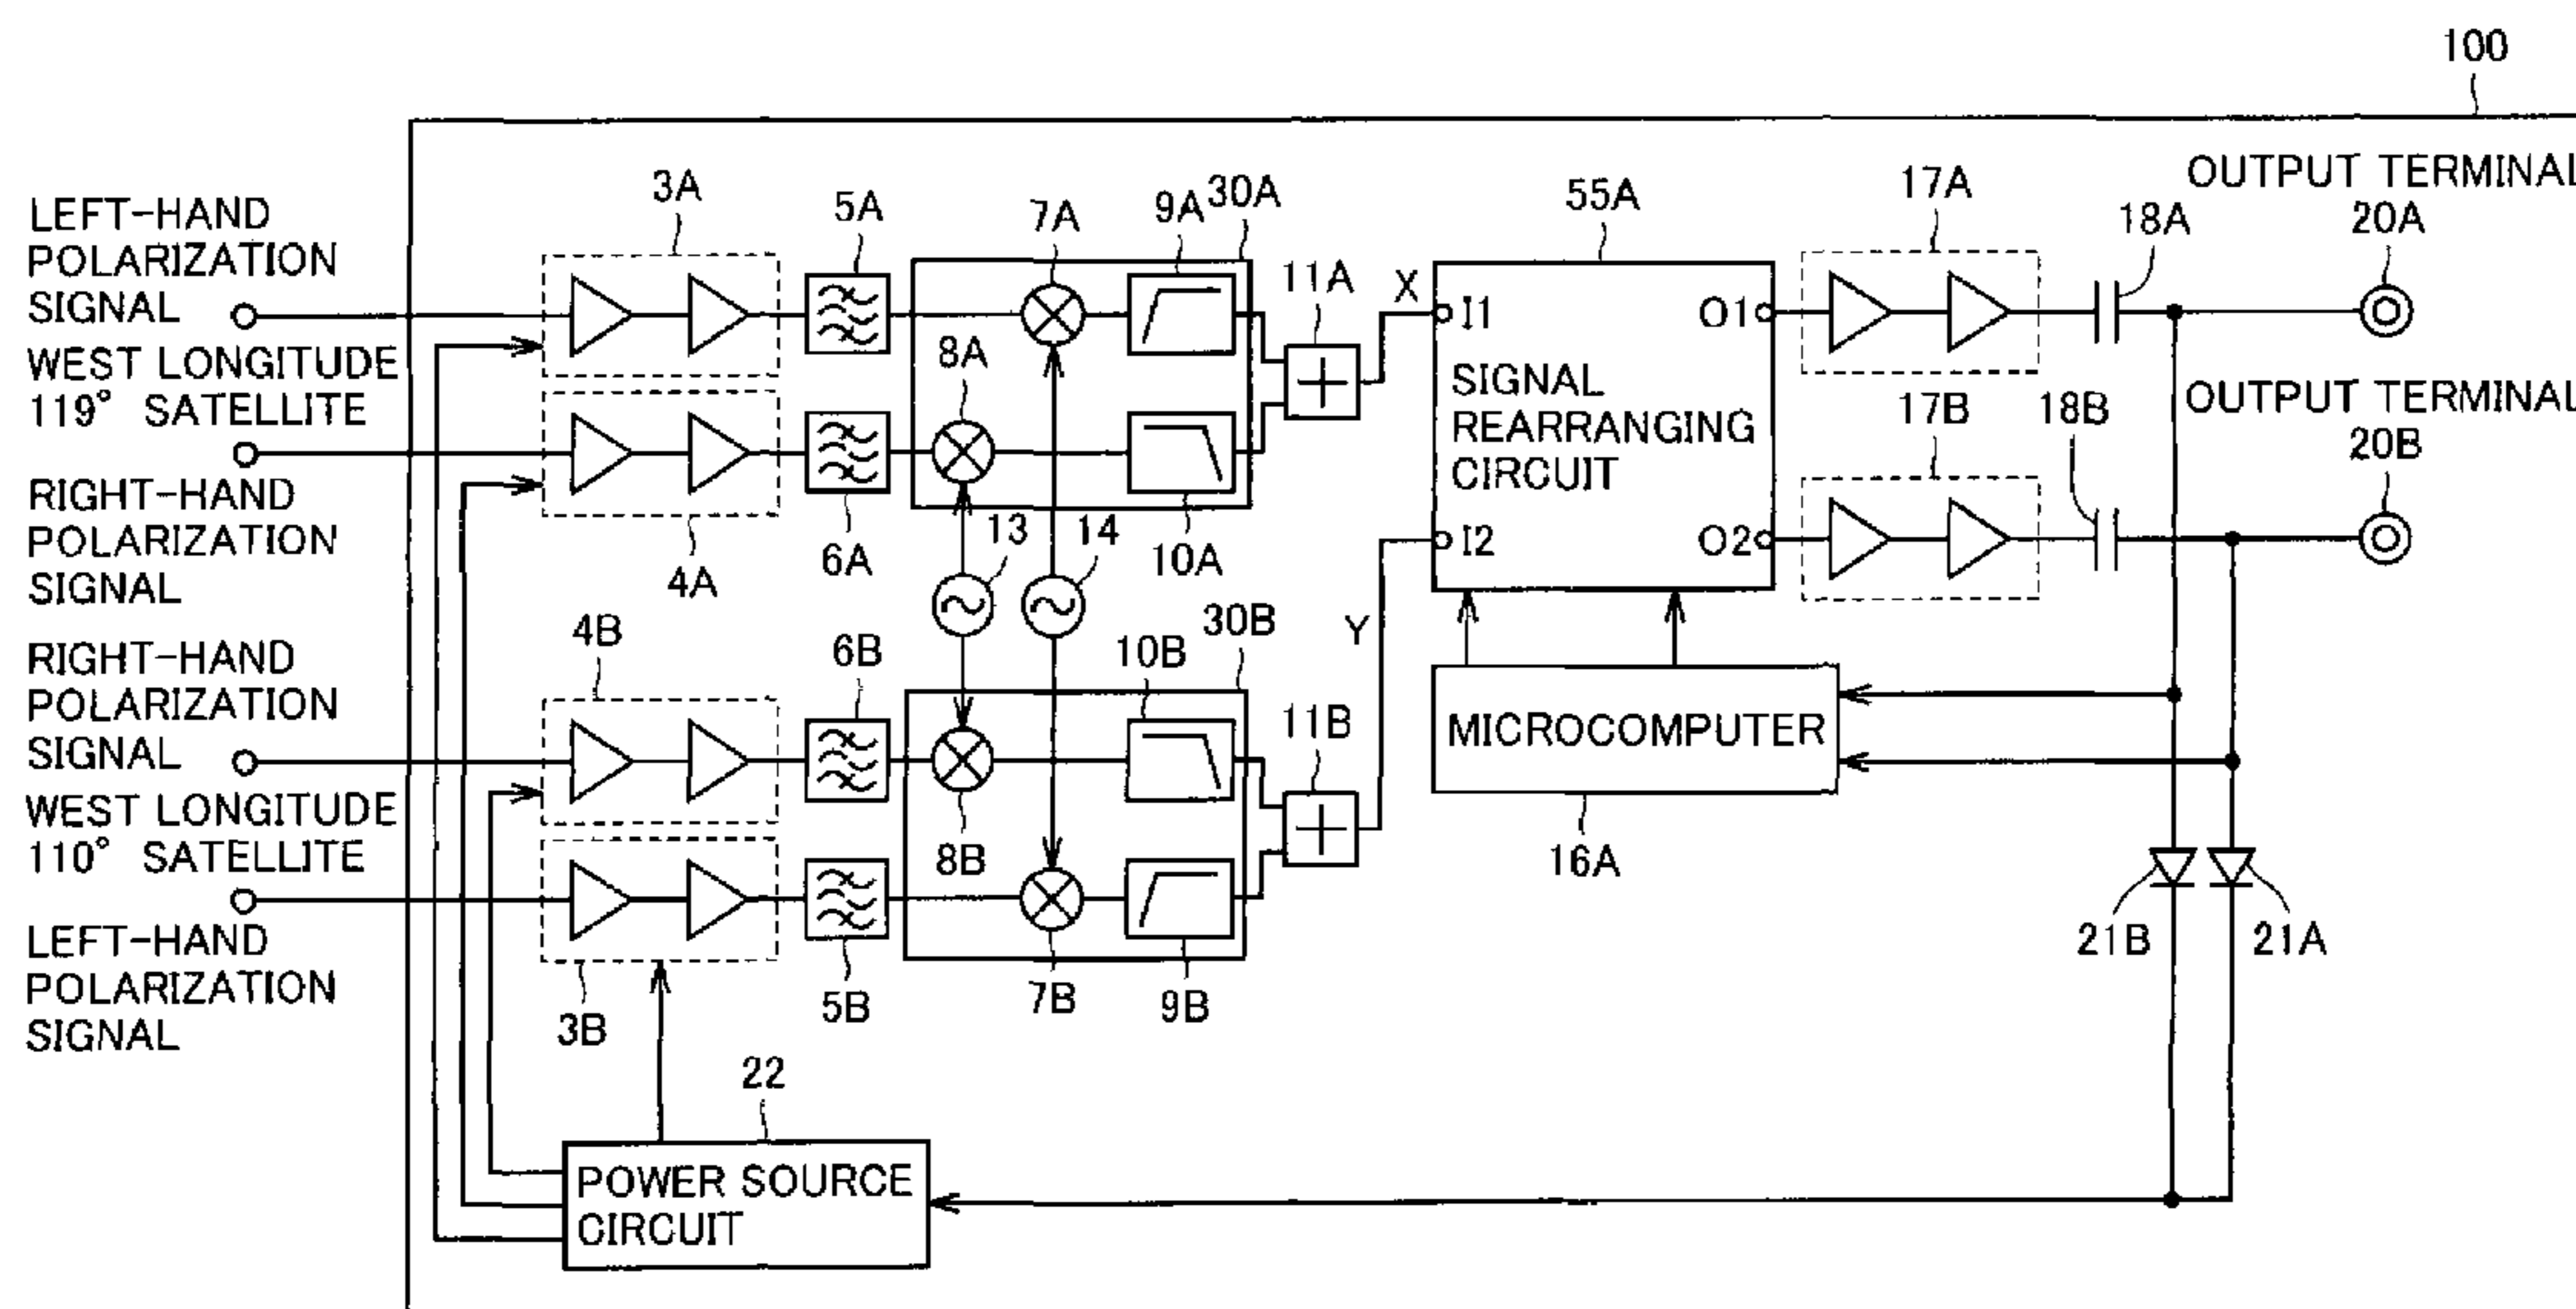 100
OUTPUT TERMINAL
20A
LEFT-HAND
POLARIZATION
SIGNAL
3A
5A
7A
9A
30A
55A
17A
18A
11A
X
I1
O1
WEST LONGITUDE
119° SATELLITE
8A
SIGNAL
REARRANGING
CIRCUIT
17B
18B
OUTPUT TERMINAL
20B
RIGHT-HAND
POLARIZATION
SIGNAL
4A
6A
13
14
10A
I2
O2
RIGHT-HAND
POLARIZATION
SIGNAL
4B
6B
10B
30B
Y
11B
MICROCOMPUTER
16A
WEST LONGITUDE
110° SATELLITE
8B
21B
21A
LEFT-HAND
POLARIZATION
SIGNAL
3B
5B
7B
9B
22
POWER SOURCE
CIRCUIT